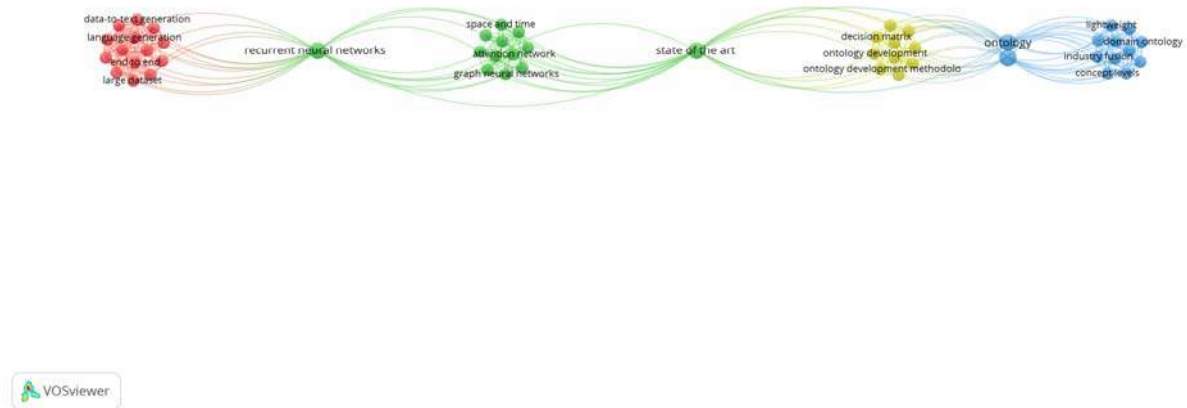 data-to-text generation
language generation
end to end
large dataset
recurrent neural networks
space and time
attention network
graph neural networks
state of the art
decision matrix
ontology development
ontology development methodolo
ontology
lightweight
domain ontology
industry fusion
concept levels
VOSviewer